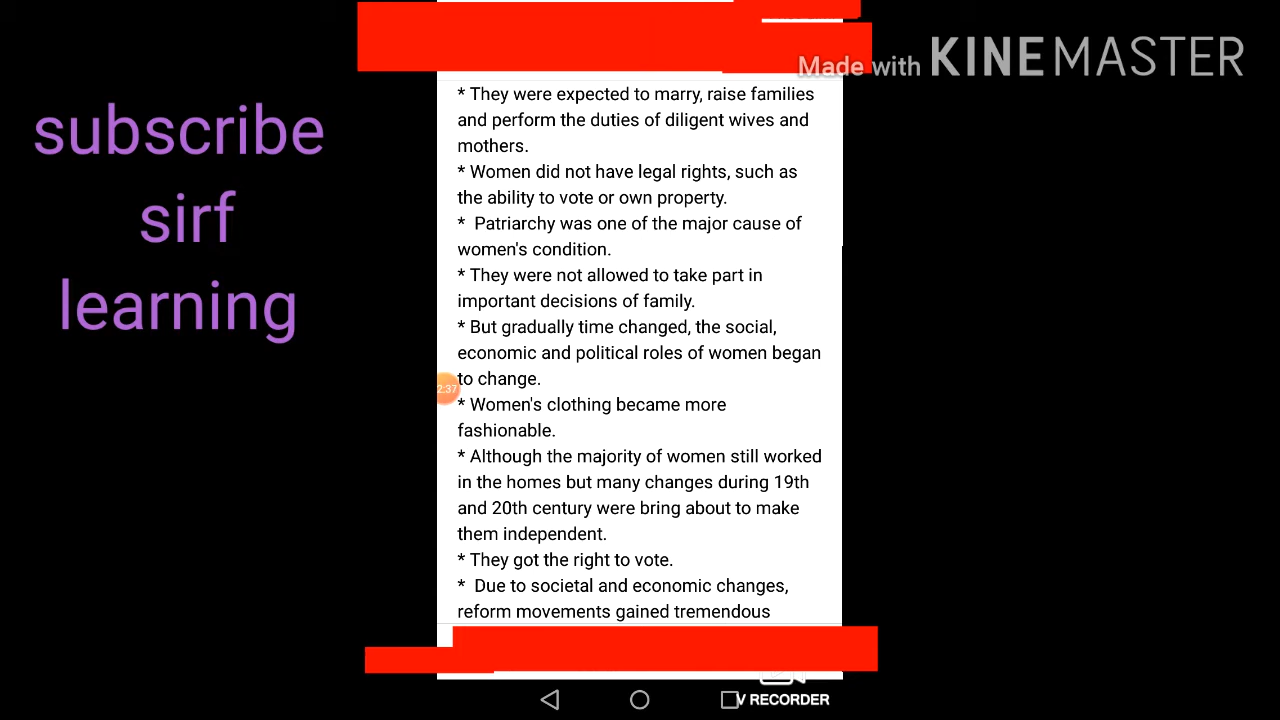 Made with KINEMASTER
subscribe
sirf
learning
* They were expected to marry, raise families
and perform the duties of diligent wives and
mothers.
* Women did not have legal rights, such as
the ability to vote or own property.
*  Patriarchy was one of the major cause of
women's condition.
* They were not allowed to take part in
important decisions of family.
* But gradually time changed, the social,
economic and political roles of women began
to change.
2:37
* Women's clothing became more
fashionable.
* Although the majority of women still worked
in the homes but many changes during 19th
and 20th century were bring about to make
them independent.
* They got the right to vote.
*  Due to societal and economic changes,
reform movements gained tremendous
V RECORDER